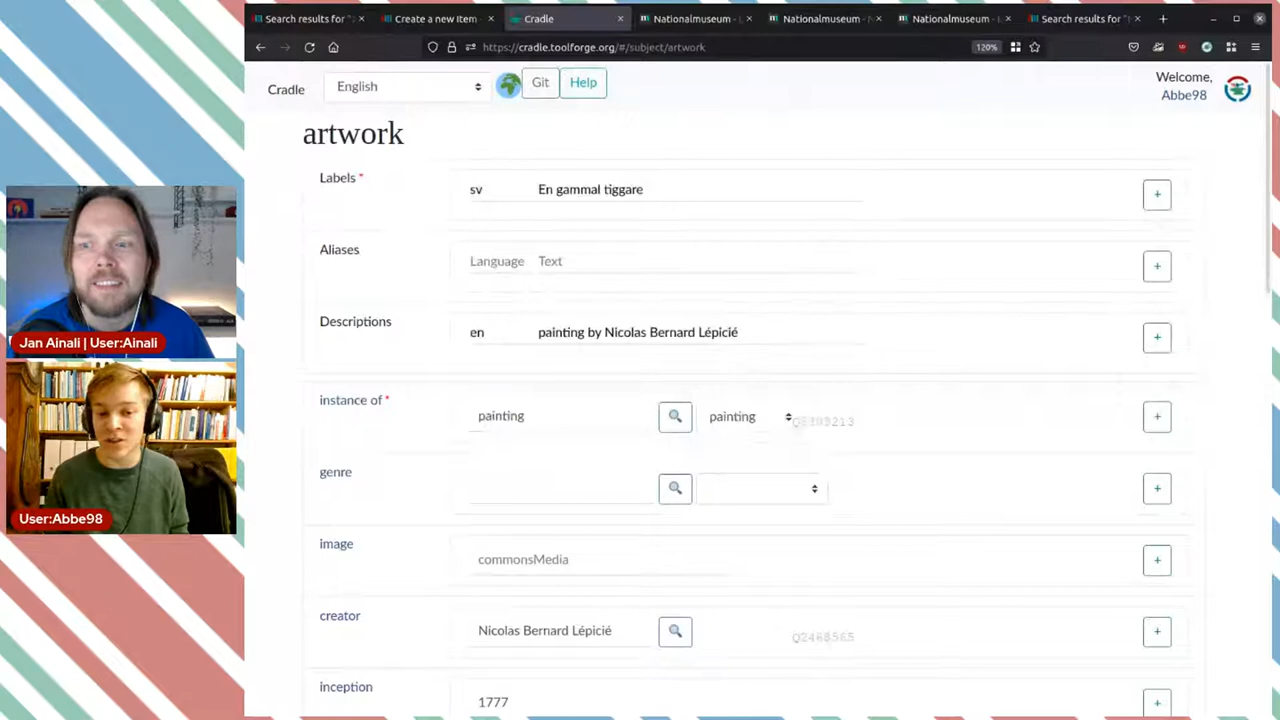 Search results for "
Create a new Item
Cradle
Nationalmuseum - L
Nationalmuseum - N
Nationalmuseum - L
Search results for "
https://cradle.toolforge.org/#/subject/artwork
120%
Cradle
English
Git
Help
Welcome,
Abbe98
artwork
Labels *
sv
En gammal tiggare
+
Aliases
Language
Text
+
Descriptions
en
painting by Nicolas Bernard Lépicié
+
instance of *
painting
painting
+
genre
+
image
commonsMedia
+
creator
Nicolas Bernard Lépicié
+
inception
1777
+
Jan Ainali | User:Ainali
User:Abbe98